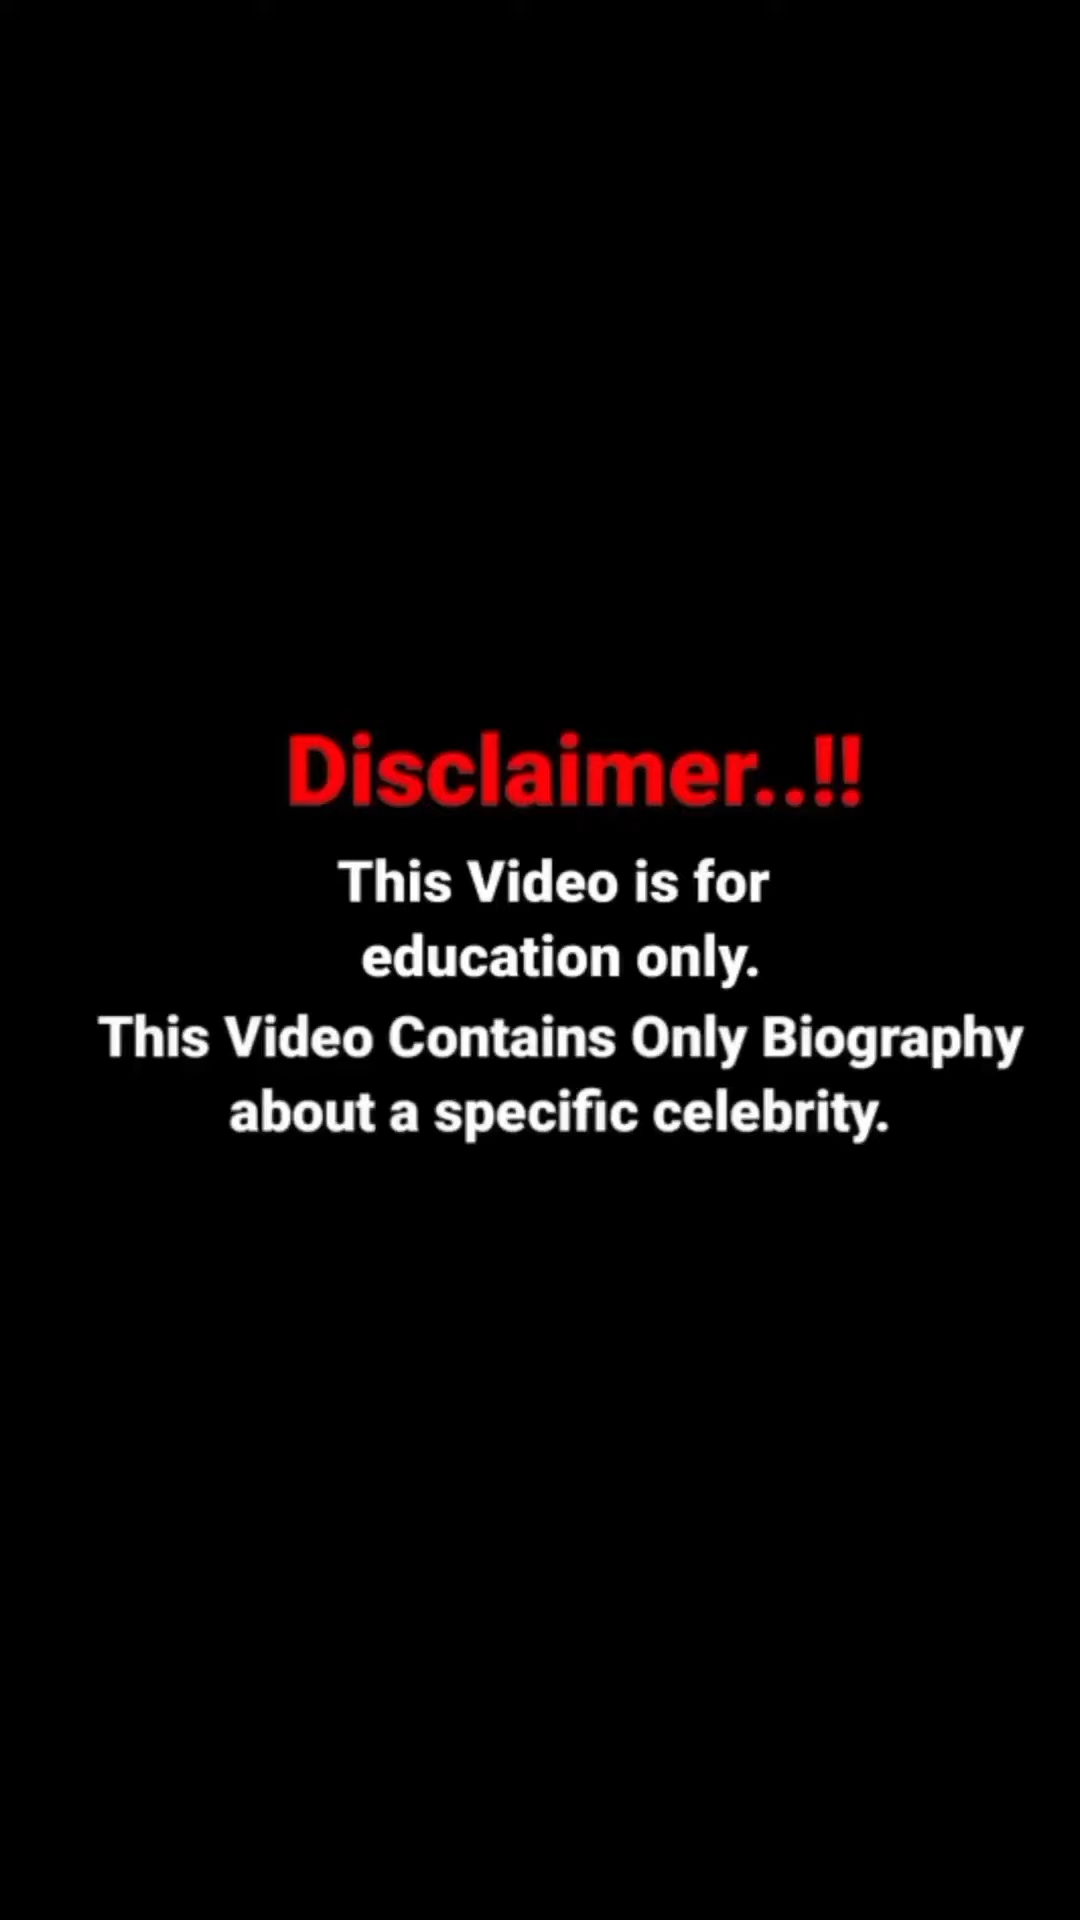 Disclaimer..!!
This Video is for
education only.
This Video Contains Only Biography
about a specific celebrity.